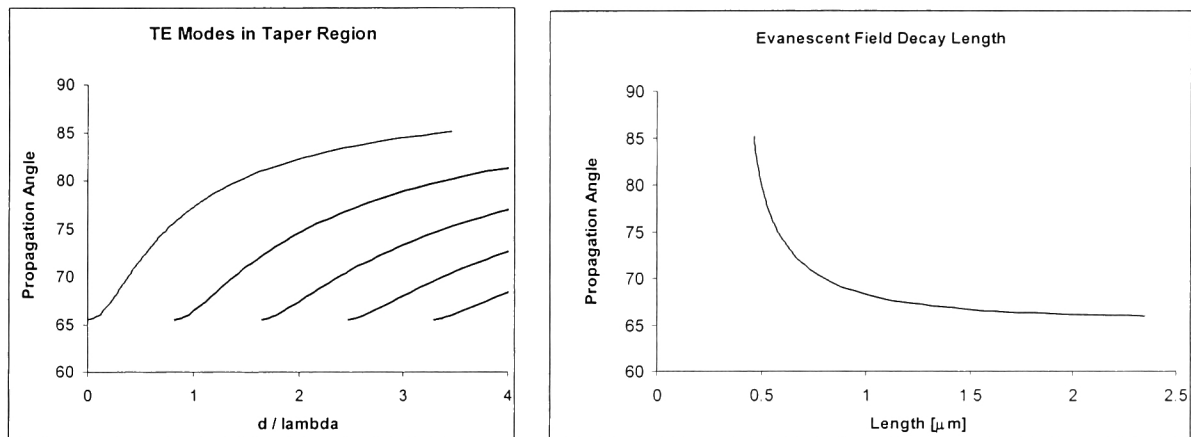 TE Modes in Taper Region
90
85
80
75
70
65
60
Propagation Angle
0 1 2 3 4
d / lambda
Evanescent Field Decay Length
90
85
80
75
70
65
60
Propagation Angle
0 0.5 1 1.5 2 2.5
Length [μm]